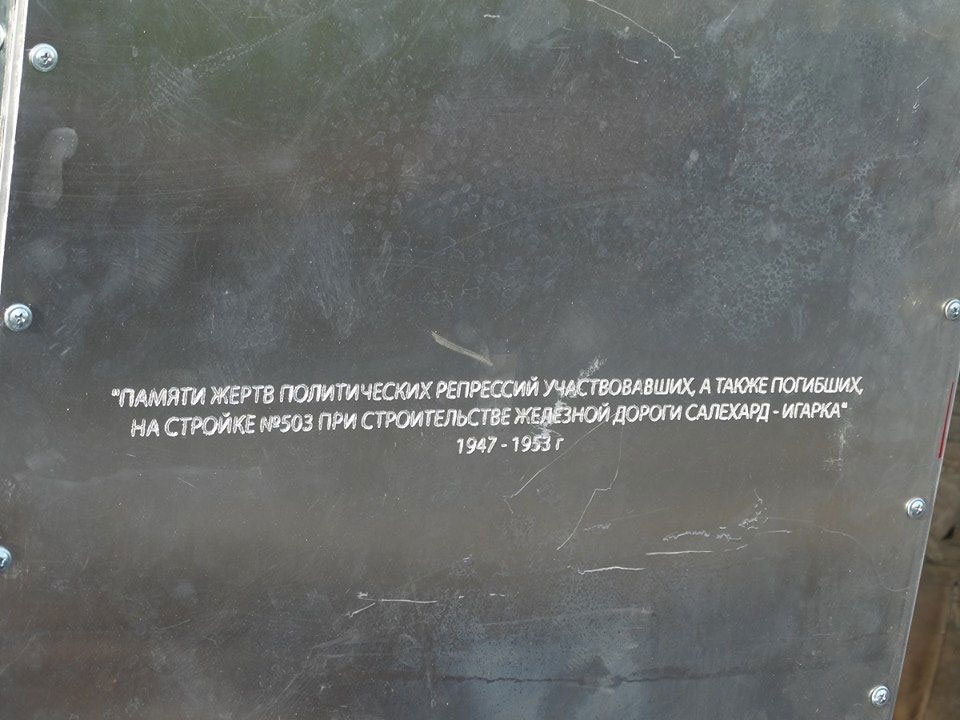 "ПАМЯТИ ЖЕРТВ ПОЛИТИЧЕСКИХ РЕПРЕССИЙ УЧАСТВОВАВШИХ, А ТАКЖЕ ПОГИБШИХ,
НА СТРОЙКЕ №503 ПРИ СТРОИТЕЛЬСТВЕ ЖЕЛЕЗНОЙ ДОРОГИ САЛЕХАРД - ИГАРКА"
1947 - 1953 г